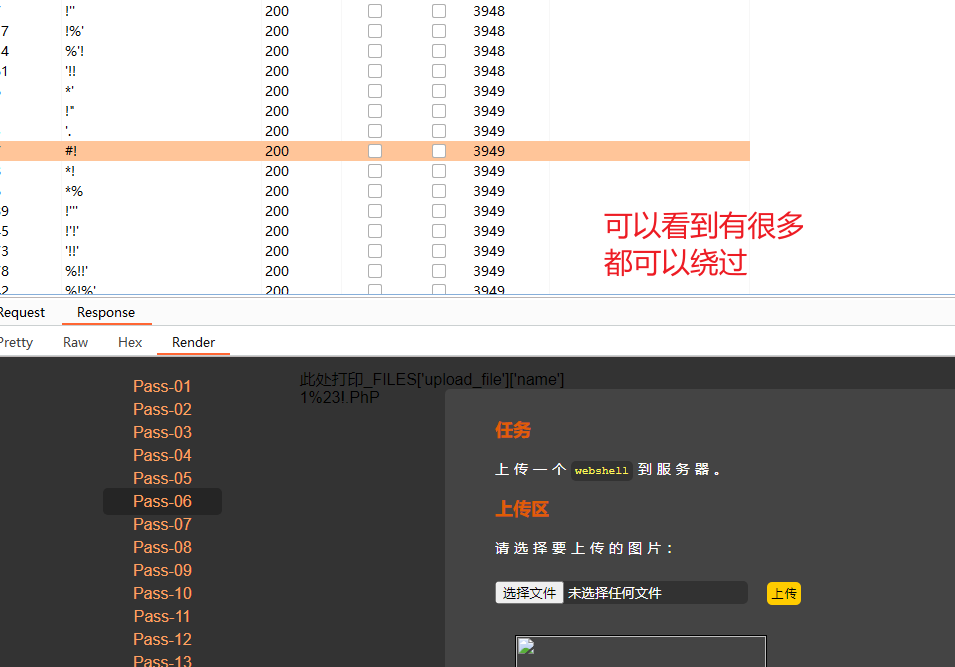 !'' 200 3948
7 !%' 200 3948
4 %'! 200 3948
1 '!! 200 3948
*' 200 3949
!" 200 3949
'. 200 3949
#! 200 3949
*! 200 3949
*% 200 3949
9 !''' 200 3949
5 !'!' 200 3949
3 '!!' 200 3949
8 %!!' 200 3949
2 %!%' 200 3949
可以看到有很多
都可以绕过
Request Response
Pretty Raw Hex Render
此处打印_FILES['upload_file']['name']
1%23!.PhP
Pass-01
Pass-02
Pass-03
Pass-04
Pass-05
Pass-06
Pass-07
Pass-08
Pass-09
Pass-10
Pass-11
Pass-12
Pass-13
任务
上传一个 webshell 到服务器。
上传区
请选择要上传的图片：
选择文件 未选择任何文件 上传